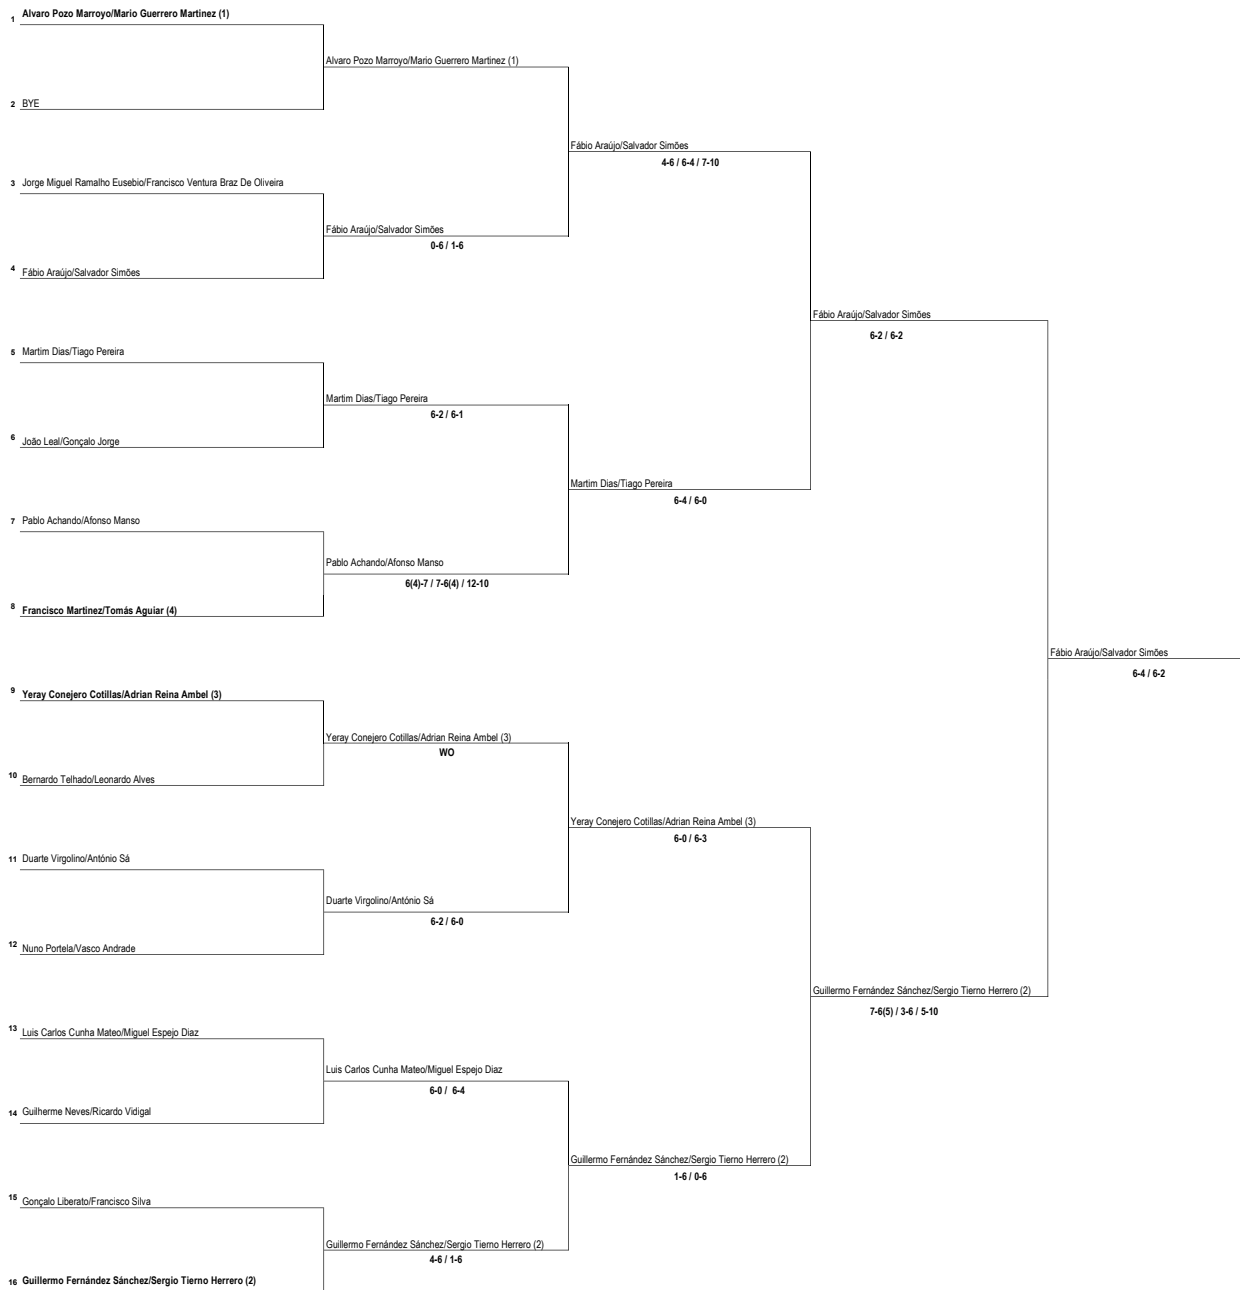 1 Alvaro Pozo Marroyo/Mario Guerrero Martinez (1)
Alvaro Pozo Marroyo/Mario Guerrero Martinez (1)
2 BYE
Fábio Araújo/Salvador Simões
4-6 / 6-4 / 7-10
3 Jorge Miguel Ramalho Eusebio/Francisco Ventura Braz De Oliveira
Fábio Araújo/Salvador Simões
0-6 / 1-6
4 Fábio Araújo/Salvador Simões
Fábio Araújo/Salvador Simões
6-2 / 6-2
5 Martim Dias/Tiago Pereira
Martim Dias/Tiago Pereira
6-2 / 6-1
6 João Leal/Gonçalo Jorge
Martim Dias/Tiago Pereira
6-4 / 6-0
7 Pablo Achando/Afonso Manso
Pablo Achando/Afonso Manso
6(4)-7 / 7-6(4) / 12-10
8 Francisco Martinez/Tomás Aguiar (4)
Fábio Araújo/Salvador Simões
6-4 / 6-2
9 Yeray Conejero Cotillas/Adrian Reina Ambel (3)
Yeray Conejero Cotillas/Adrian Reina Ambel (3)
WO
10 Bernardo Telhado/Leonardo Alves
Yeray Conejero Cotillas/Adrian Reina Ambel (3)
6-0 / 6-3
11 Duarte Virgolino/António Sá
Duarte Virgolino/António Sá
6-2 / 6-0
12 Nuno Portela/Vasco Andrade
Guillermo Fernández Sánchez/Sergio Tierno Herrero (2)
7-6(5) / 3-6 / 5-10
13 Luis Carlos Cunha Mateo/Miguel Espejo Diaz
Luis Carlos Cunha Mateo/Miguel Espejo Diaz
6-0 / 6-4
14 Guilherme Neves/Ricardo Vidigal
Guillermo Fernández Sánchez/Sergio Tierno Herrero (2)
1-6 / 0-6
15 Gonçalo Liberato/Francisco Silva
Guillermo Fernández Sánchez/Sergio Tierno Herrero (2)
4-6 / 1-6
16 Guillermo Fernández Sánchez/Sergio Tierno Herrero (2)